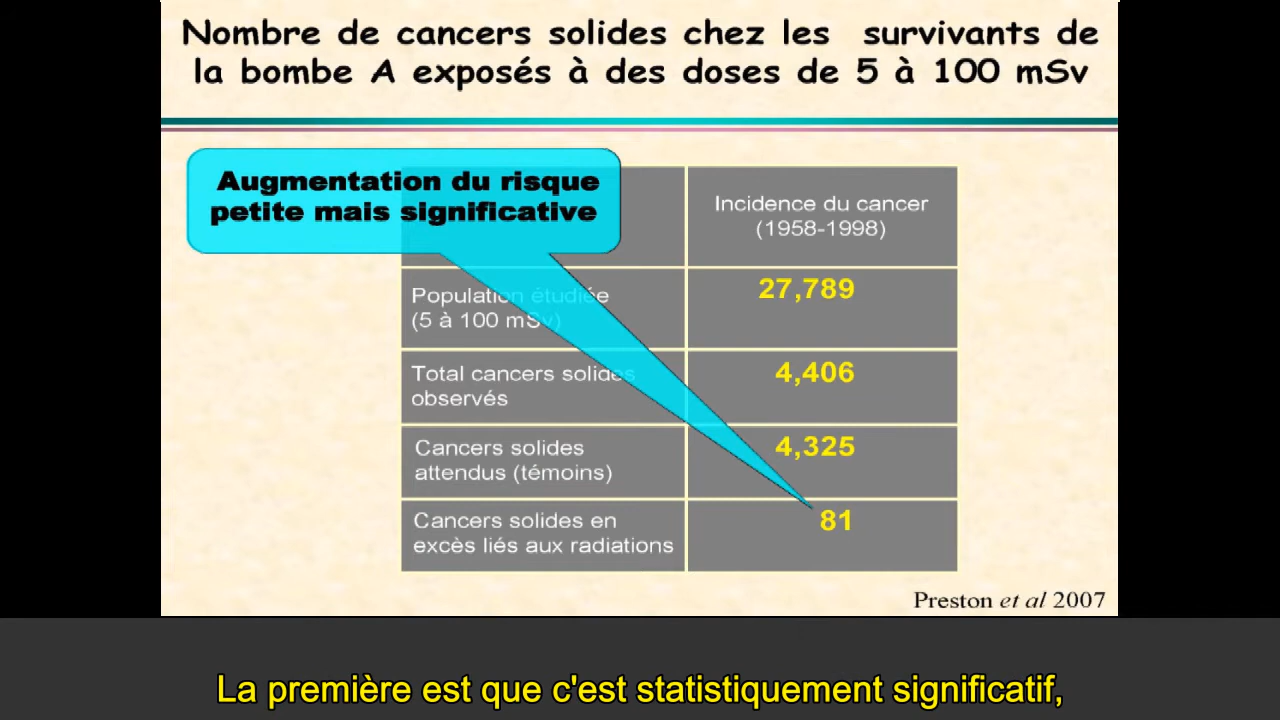 Nombre de cancers solides chez les survivants de
la bombe A exposés à des doses de 5 à 100 mSv
Augmentation du risque
petite mais significative
Incidence du cancer
(1958-1998)
Population étudiée
(5 à 100 mSv)
27,789
Total cancers solides
observés
4,406
Cancers solides
attendus (témoins)
4,325
Cancers solides en
excès liés aux radiations
81
Preston et al 2007
La première est que c'est statistiquement significatif,